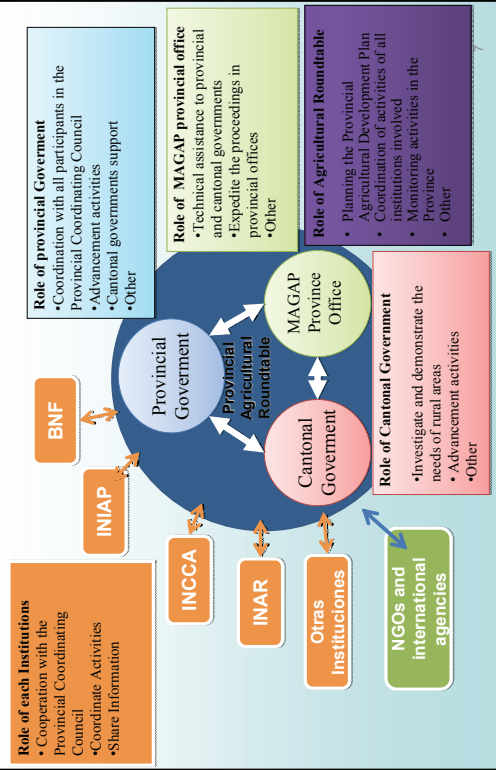 Role of each Institutions
• Cooperation with the
Provincial Coordinating
Council
•Coordinate Activities
•Share Information
BNF
INIAP
INCCA
INAR
Otras
Instituciones
NGOs and
international
agencies
Provincial
Goverment
Provincial
Agricultural
Roundtable
Cantonal
Goverment
MAGAP
Province
Office
Role of provincial Goverment
•Coordination with all participants in the
Provincial Coordinating Council
•Advancement activities
•Cantonal governments support
•Other
Role of MAGAP provincial office
•Technical assistance to provincial
and cantonal governments
•Expedite the proceedings in
provincial offices
•Other
Role of Agricultural Roundtable
• Planning the Provincial
Agricultural Development Plan
• Coordination of activities of all
institutions involved
• Monitoring activities in the
Province
• Other
Role of Cantonal Government
•Investigate and demonstrate the
needs of rural areas
• Advancement activities
•Other
7